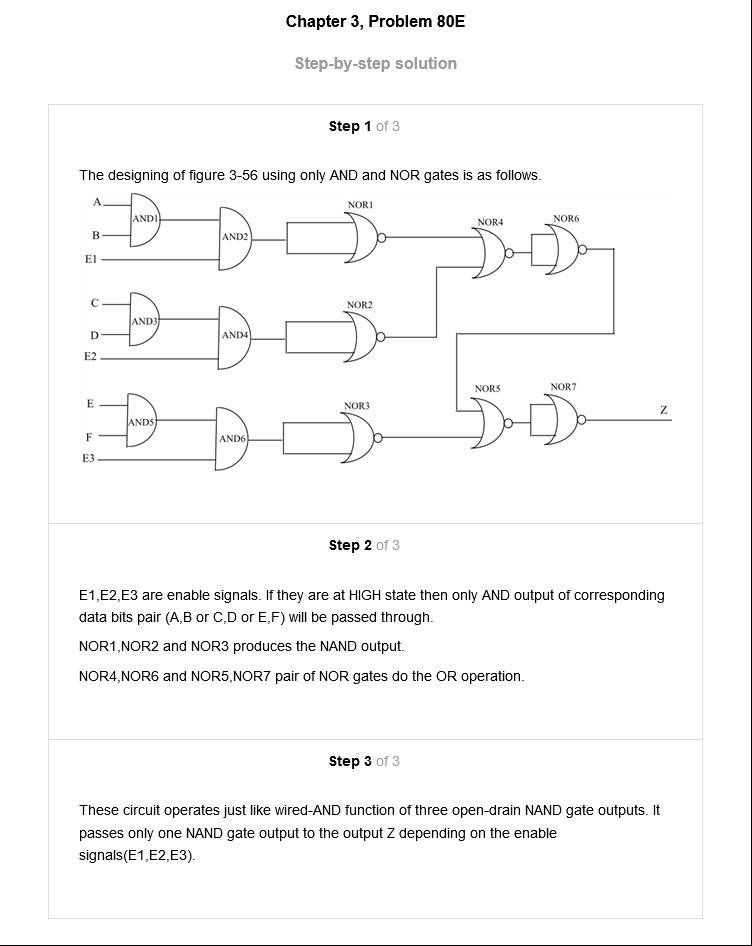 Chapter 3, Problem 80E
Step-by-step solution
Step 1 of 3
The designing of figure 3-56 using only AND and NOR gates is as follows.
A
B
E1
AND1
AND2
NOR1
NOR4
NOR6
C
D
E2
AND3
AND4
NOR2
E
F
E3
AND5
AND6
NOR3
NOR5
NOR7
Z
Step 2 of 3
E1,E2,E3 are enable signals. If they are at HIGH state then only AND output of corresponding
data bits pair (A,B or C,D or E,F) will be passed through.
NOR1,NOR2 and NOR3 produces the NAND output.
NOR4,NOR6 and NOR5,NOR7 pair of NOR gates do the OR operation.
Step 3 of 3
These circuit operates just like wired-AND function of three open-drain NAND gate outputs. It
passes only one NAND gate output to the output Z depending on the enable
signals(E1,E2,E3).